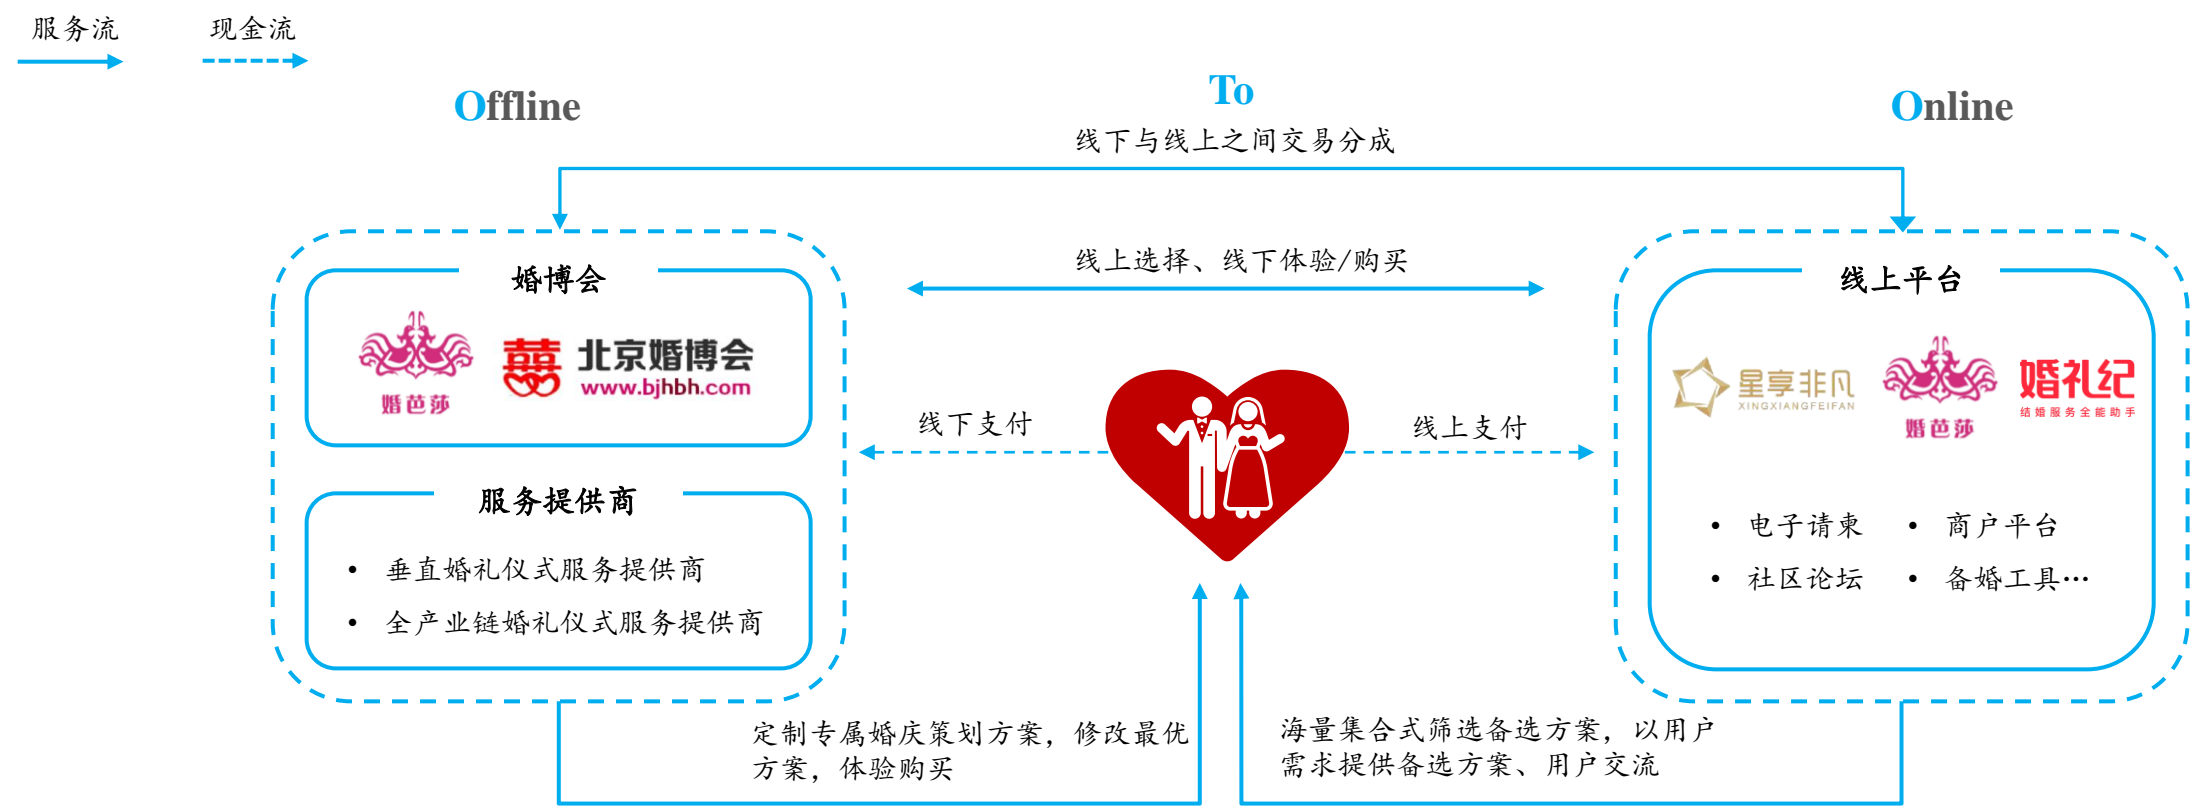 服务流
现金流
Offline
To
Online
线下与线上之间交易分成
婚博会
线上选择、线下体验/购买
线上平台
婚芭莎
囍 北京婚博会
www.bjhbh.com
星享非凡
XINGXIANGFEIFAN
婚芭莎
婚礼纪
结婚服务全能助手
线下支付
线上支付
服务提供商
• 垂直婚礼仪式服务提供商
• 全产业链婚礼仪式服务提供商
• 电子请柬
• 商户平台
• 社区论坛
• 备婚工具…
定制专属婚庆策划方案，修改最优
方案，体验购买
海量集合式筛选备选方案，以用户
需求提供备选方案、用户交流